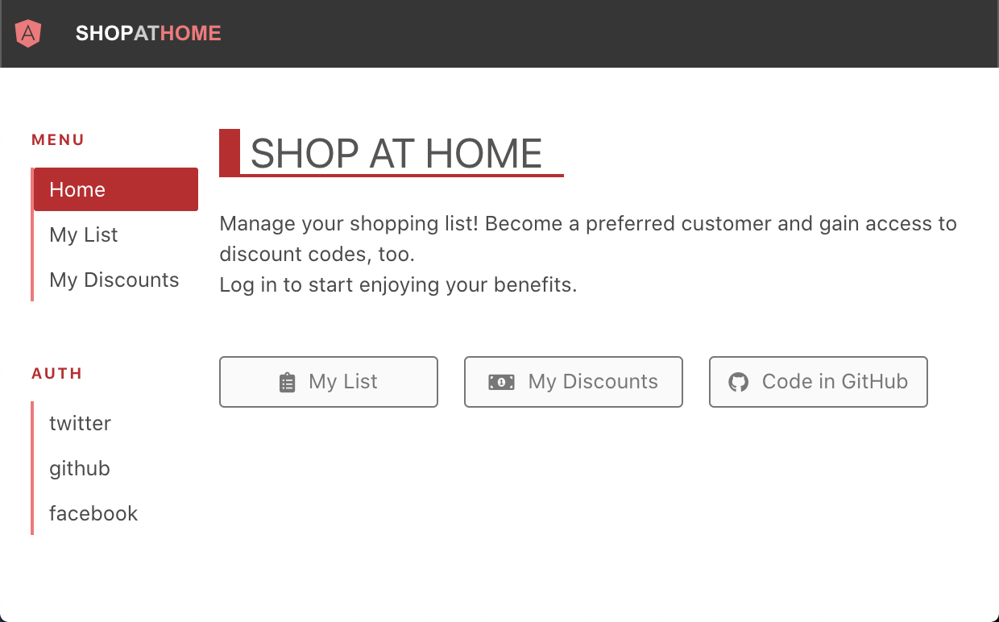 SHOPATHOME
MENU
Home
My List
My Discounts
AUTH
twitter
github
facebook
SHOP AT HOME
Manage your shopping list! Become a preferred customer and gain access to
discount codes, too.
Log in to start enjoying your benefits.
My List
My Discounts
Code in GitHub